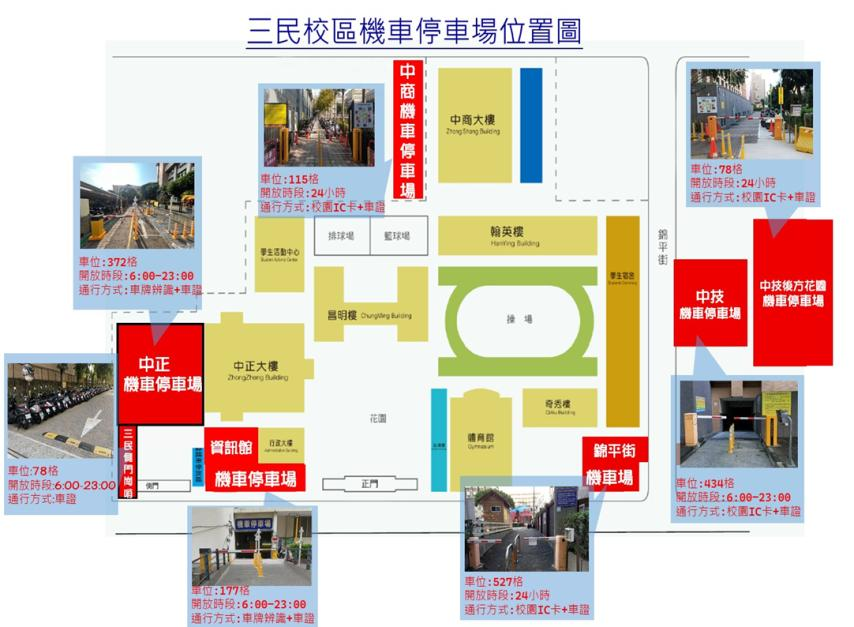 三民校區機車停車場位置圖
中商機車停車場
中商大樓
ZhongShang Building
車位:115格
開放時段:24小時
通行方式:校園IC卡+車證
車位:78格
開放時段:24小時
通行方式:校園IC卡+車證
車位:372格
開放時段:6:00-23:00
通行方式:車牌辨識+車證
學生活動中心
排球場
籃球場
翰英樓
HanYing Building
學生宿舍
錦平街
中技
機車停車場
中技後方花園
機車停車場
昌明樓 ChungMing Building
操場
中正
機車停車場
中正大樓
ZhongZheng Building
花園
奇秀樓
體育館
Gymnasium
車位:78格
開放時段:6:00-23:00
通行方式:車證
三民側門崗哨
側門
資訊館
機車停車場
行政大樓
正門
錦平街
機車場
車位:434格
開放時段:6:00-23:00
通行方式:校園IC卡+車證
機車停車場
車位:177格
開放時段:6:00-23:00
通行方式:車牌辨識+車證
車位:527格
開放時段:24小時
通行方式:校園IC卡+車證